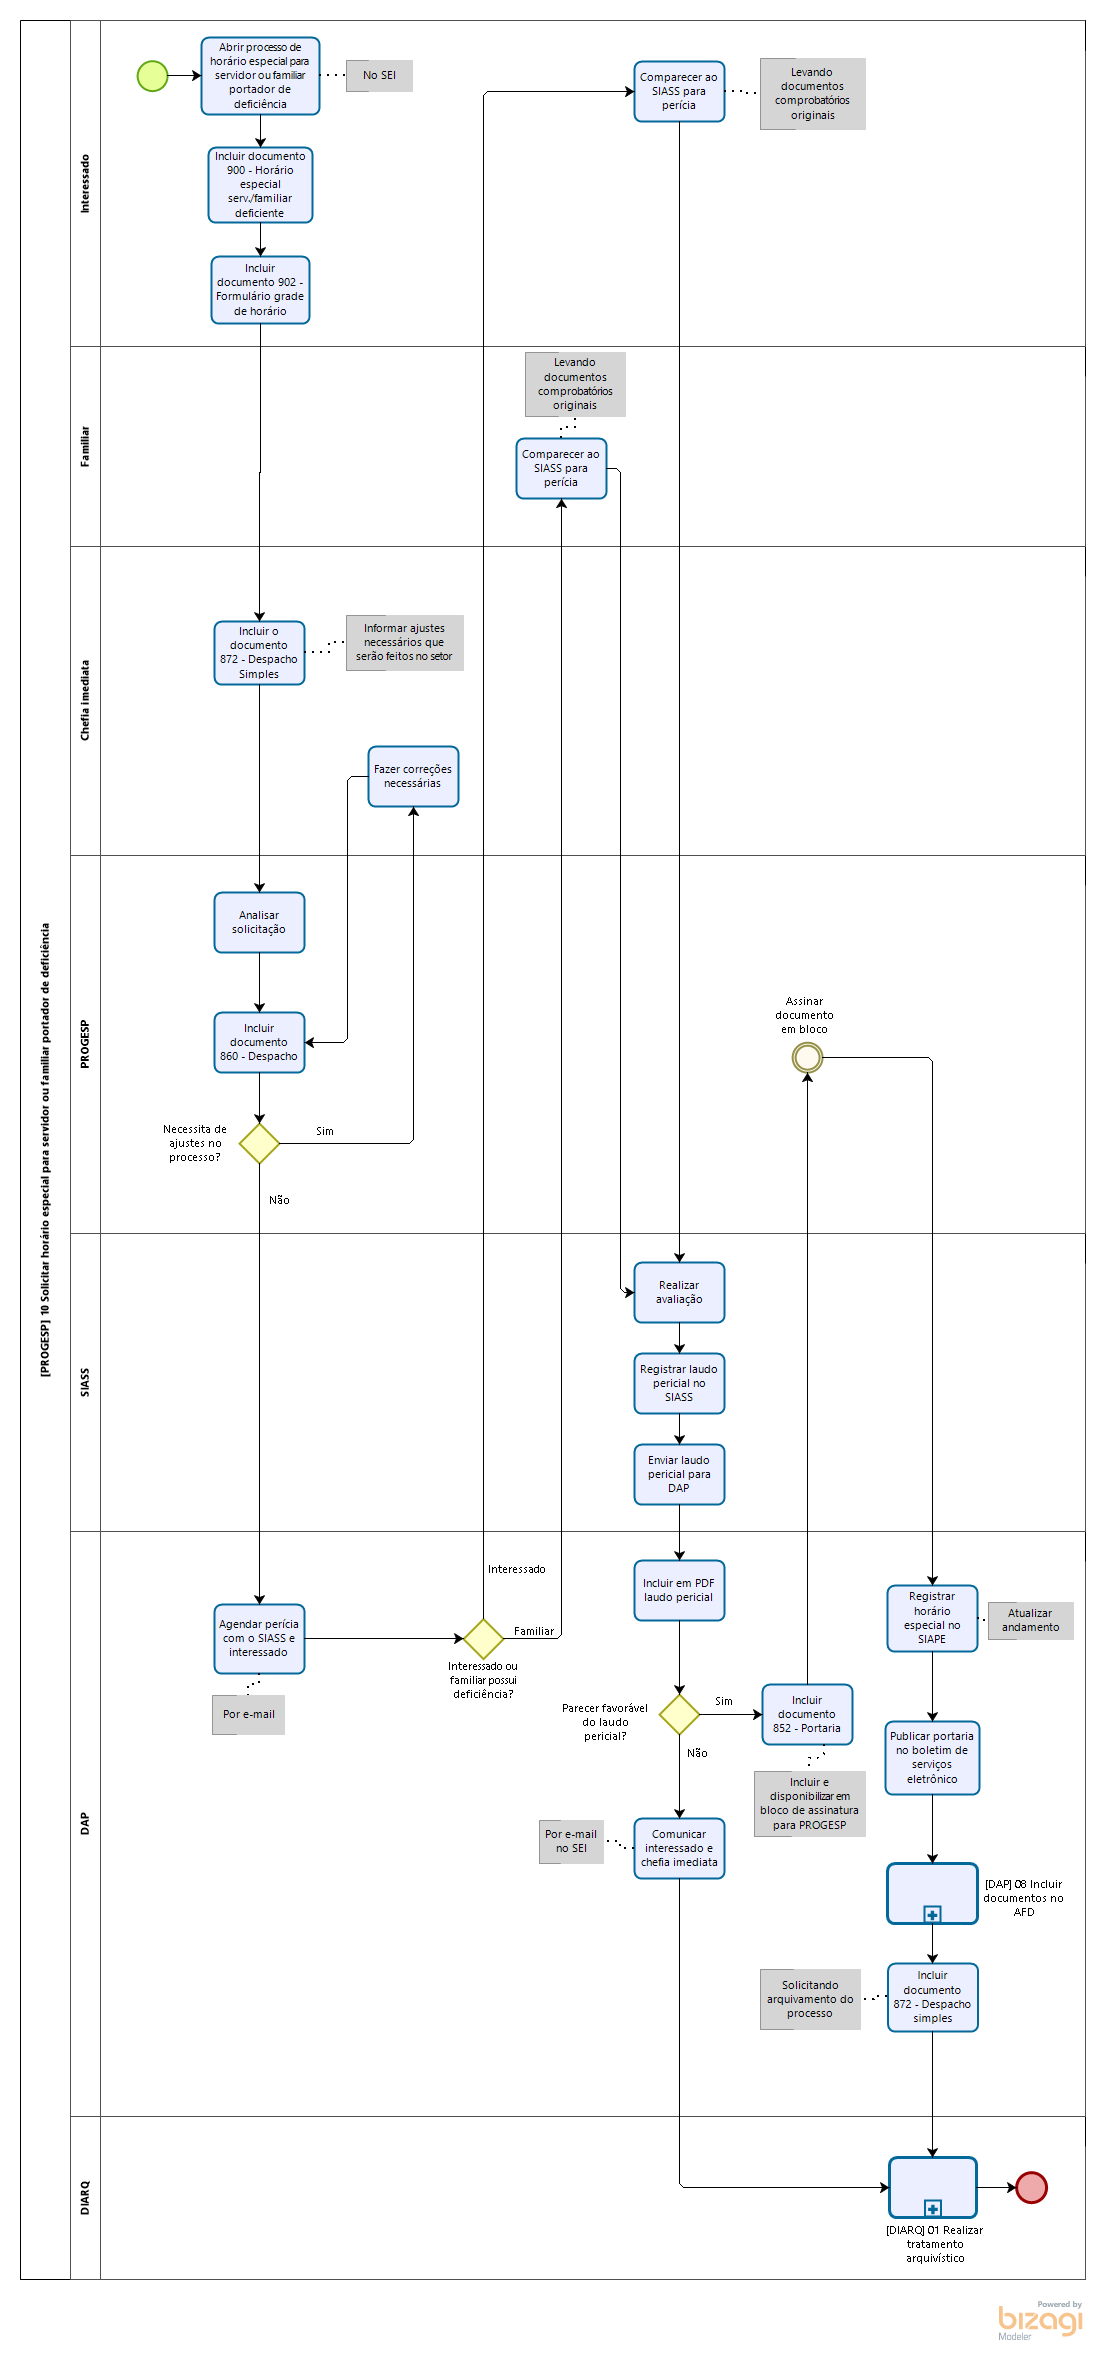 [PROGESP] 10 Solicitar horário especial para servidor ou familiar portador de deficiência
Interessado
Abrir processo de
horário especial para
servidor ou familiar
portador de
deficiência
No SEI
Incluir documento
900 - Horário
especial
serv./familiar
deficiente
Incluir
documento 902 -
Formulário grade
de horário
Comparecer ao
SIASS para
perícia
Levando
documentos
comprobatórios
originais
Familiar
Levando
documentos
comprobatórios
originais
Comparecer ao
SIASS para
perícia
Chefia imediata
Incluir o
documento
872 - Despacho
Simples
Informar ajustes
necessários que
serão feitos no setor
Fazer correções
necessárias
PROGESP
Analisar
solicitação
Incluir
documento
860 - Despacho
Necessita de
ajustes no
processo?
Sim
Não
Assinar
documento
em bloco
SIASS
Realizar
avaliação
Registrar laudo
pericial no
SIASS
Enviar laudo
pericial para
DAP
DAP
Agendar perícia
com o SIASS e
interessado
Por e-mail
Interessado
Familiar
Interessado ou
familiar possui
deficiência?
Incluir em PDF
laudo pericial
Parecer favorável
do laudo
pericial?
Sim
Não
Incluir
documento
852 - Portaria
Incluir e
disponibilizar em
bloco de assinatura
para PROGESP
Por e-mail
no SEI
Comunicar
interessado e
chefia imediata
Registrar
horário
especial no
SIAPE
Atualizar
andamento
Publicar portaria
no boletim de
serviços
eletrônico
[DAP] 08 Incluir
documentos no
AFD
Solicitando
arquivamento do
processo
Incluir
documento
872 - Despacho
simples
DIARQ
[DIARQ] 01 Realizar
tratamento
arquivístico
Powered by
bizagi
Modeler